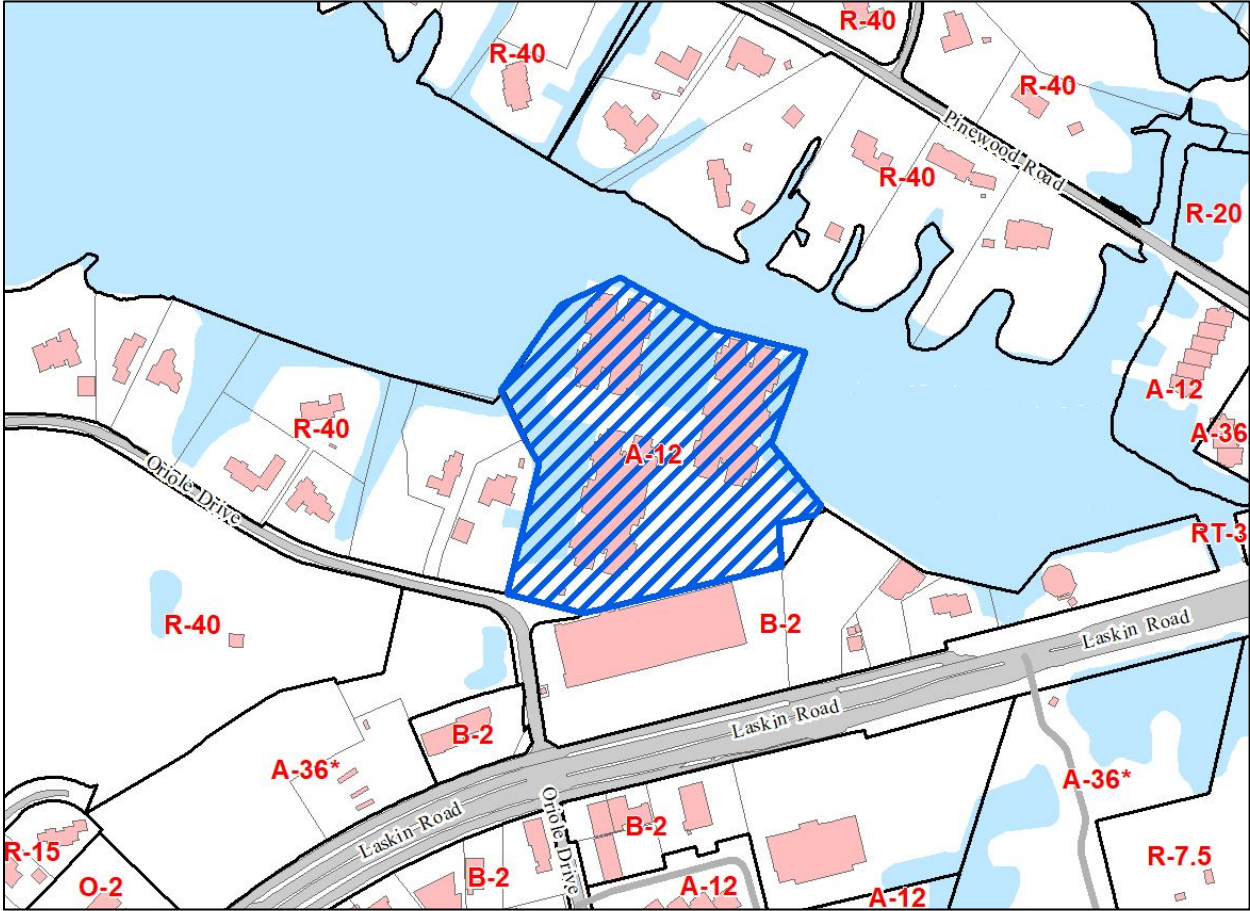 R-40
R-40
R-40
Pinewood Road
R-40
R-20
A-12
A-36
R-40
A-12
Oriole Drive
RT-3
R-40
B-2
Laskin Road
Laskin Road
B-2
A-36*
A-36*
Oriole Drive
Laskin Road
B-2
R-15
R-7.5
O-2
B-2
A-12
A-12